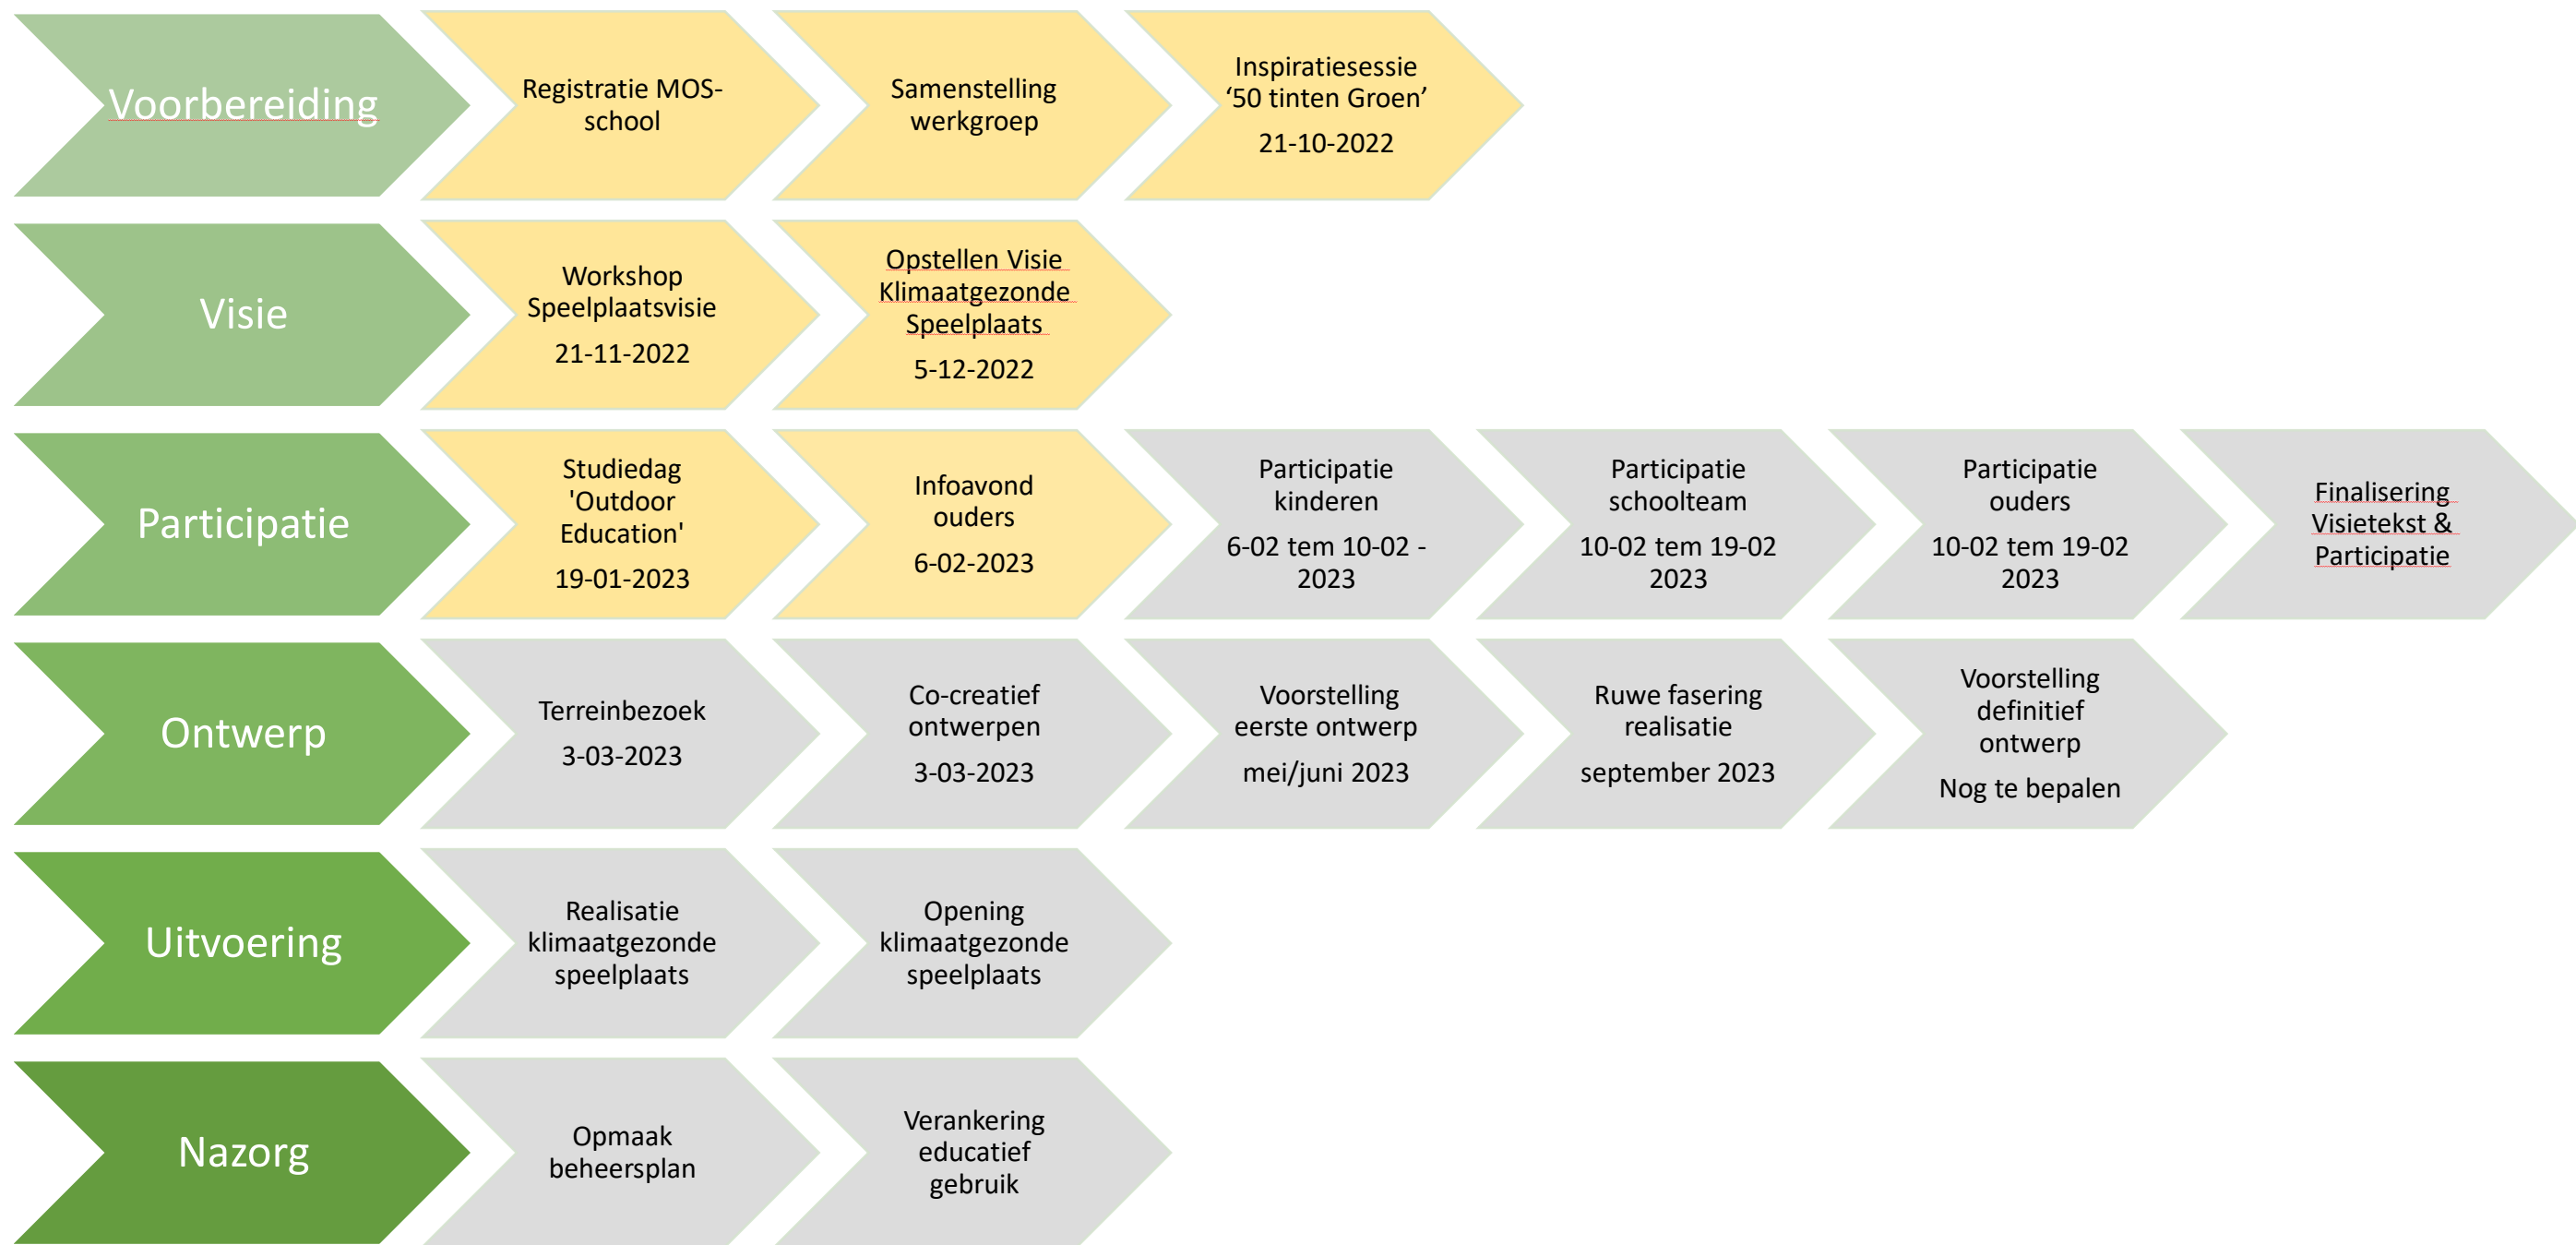 Voorbereiding
Registratie MOS-
school
Samenstelling
werkgroep
Inspiratiesessie
‘50 tinten Groen’
21-10-2022
Visie
Workshop
Speelplaatsvisie
21-11-2022
Opstellen Visie
Klimaatgezonde
Speelplaats
5-12-2022
Participatie
Studiedag
'Outdoor
Education'
19-01-2023
Infoavond
ouders
6-02-2023
Participatie
kinderen
6-02 tem 10-02 -
2023
Participatie
schoolteam
10-02 tem 19-02
2023
Participatie
ouders
10-02 tem 19-02
2023
Finalisering
Visietekst &
Participatie
Ontwerp
Terreinbezoek
3-03-2023
Co-creatief
ontwerpen
3-03-2023
Voorstelling
eerste ontwerp
mei/juni 2023
Ruwe fasering
realisatie
september 2023
Voorstelling
definitief
ontwerp
Nog te bepalen
Uitvoering
Realisatie
klimaatgezonde
speelplaats
Opening
klimaatgezonde
speelplaats
Nazorg
Opmaak
beheersplan
Verankering
educatief
gebruik